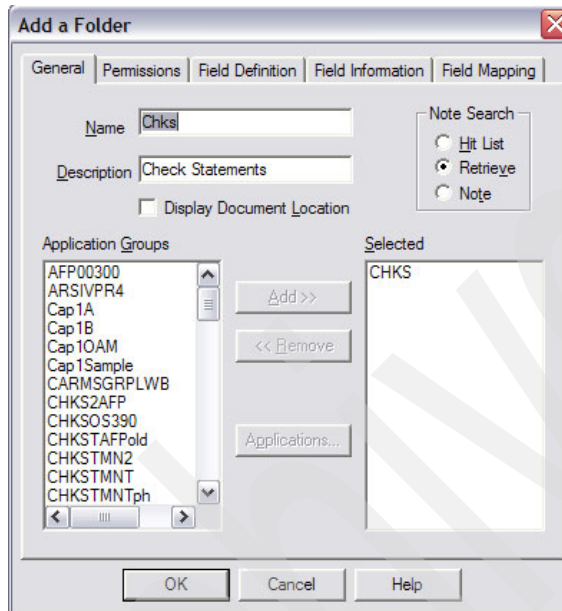 Add a Folder
General Permissions Field Definition Field Information Field Mapping
Name Chks
Description Check Statements
Display Document Location
Note Search
Hit List
Retrieve
Note
Application Groups
AFP00300
ARSIVPR4
Cap1A
Cap1B
Cap1OAM
Cap1Sample
CARMSGRPLWB
CHKS2AFP
CHKSOS390
CHKSTAFPold
CHKSTMN2
CHKSTMNT
CHKSTMNTph
Add >>
<< Remove
Applications...
Selected
CHKS
OK Cancel Help